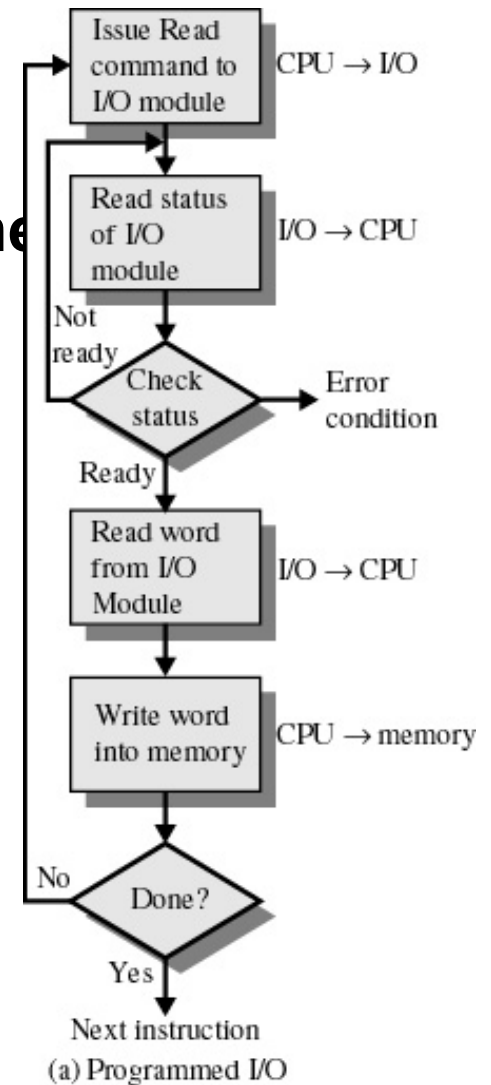 Issue Read
command to
I/O module
CPU → I/O
Read status
of I/O
module
I/O → CPU
Not
ready
Check
status
Error
condition
Ready
Read word
from I/O
Module
I/O → CPU
Write word
into memory
CPU → memory
No
Done?
Yes
Next instruction
(a) Programmed I/O